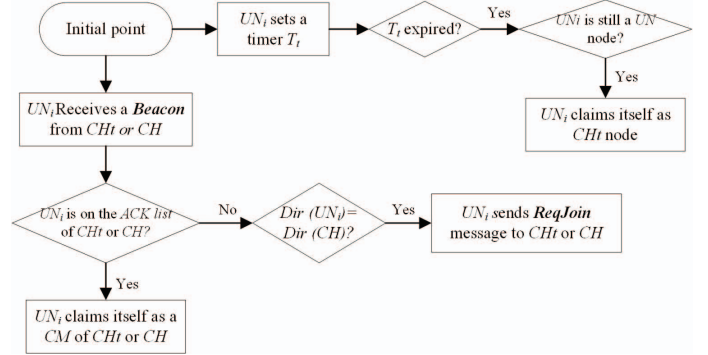 Initial point
UNi sets a
timer Tt
Tt expired?
Yes
UNi is still a UN
node?
Yes
UNi claims itself as
CHt node
UNi Receives a Beacon
from CHt or CH
UNi is on the ACK list
of CHt or CH?
No
Dir (UNi)=
Dir (CH)?
Yes
UNi sends ReqJoin
message to CHt or CH
Yes
UNi claims itself as a
CM of CHt or CH